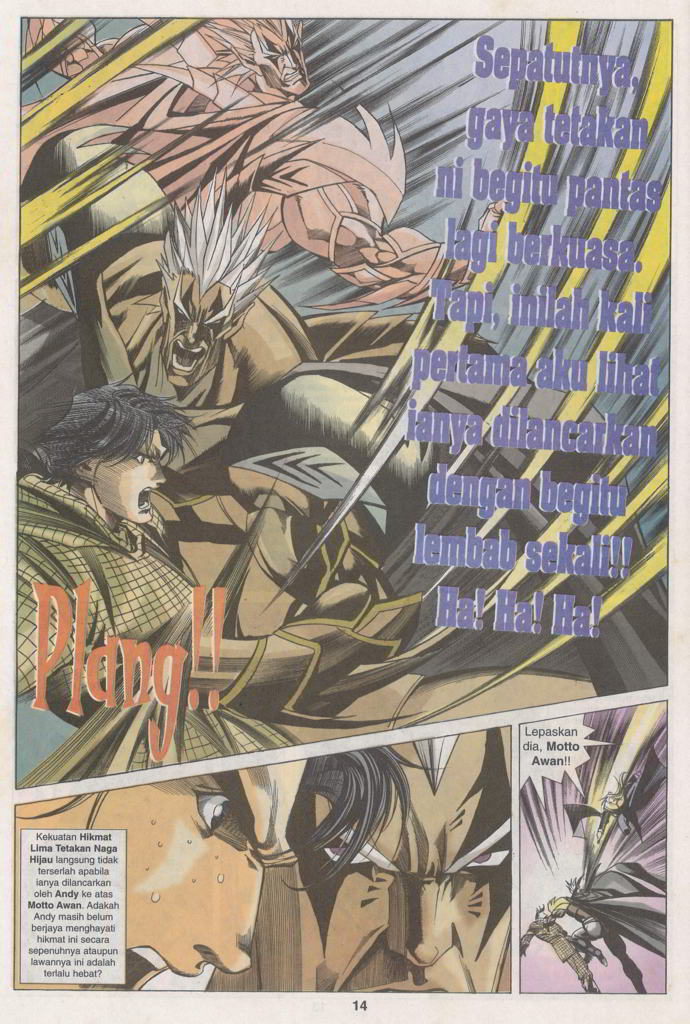 Sepatutnya,
gaya tetakan
ni begitu pantas
lagi berkuasa.
Tapi, inilah kali
pertama aku lihat
ianya dilancarkan
dengan begitu
lembab sekali!!
Ha! Ha! Ha!
Plang!!
Kekuatan Hikmat
Lima Tetakan Naga
Hijau langsung tidak
terserlah apabila
ianya dilancarkan
oleh Andy ke atas
Motto Awan. Adakah
Andy masih belum
berjaya menghayati
hikmat ini secara
sepenuhnya ataupun
lawannya ini adalah
terlalu hebat?
Lepaskan
dia, Motto
Awan!!
14